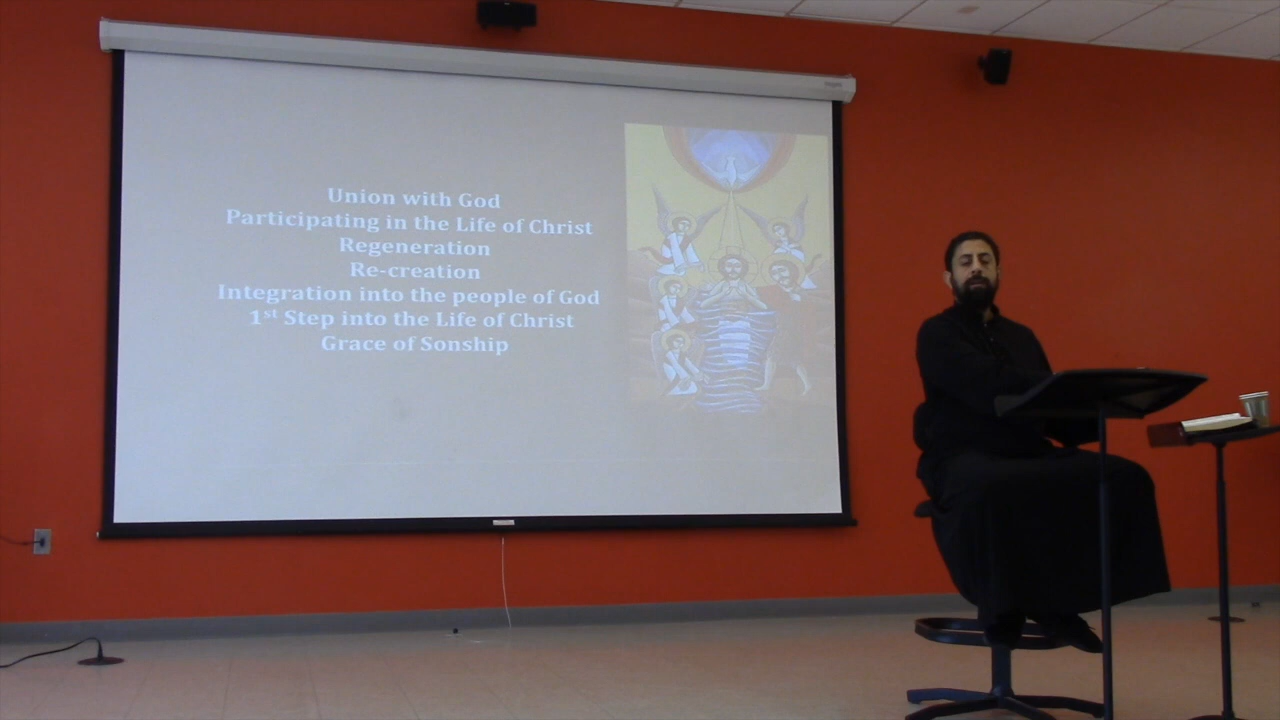 Union with God
Participating in the Life of Christ
Regeneration
Re-creation
Integration into the people of God
1st Step into the Life of Christ
Grace of Sonship